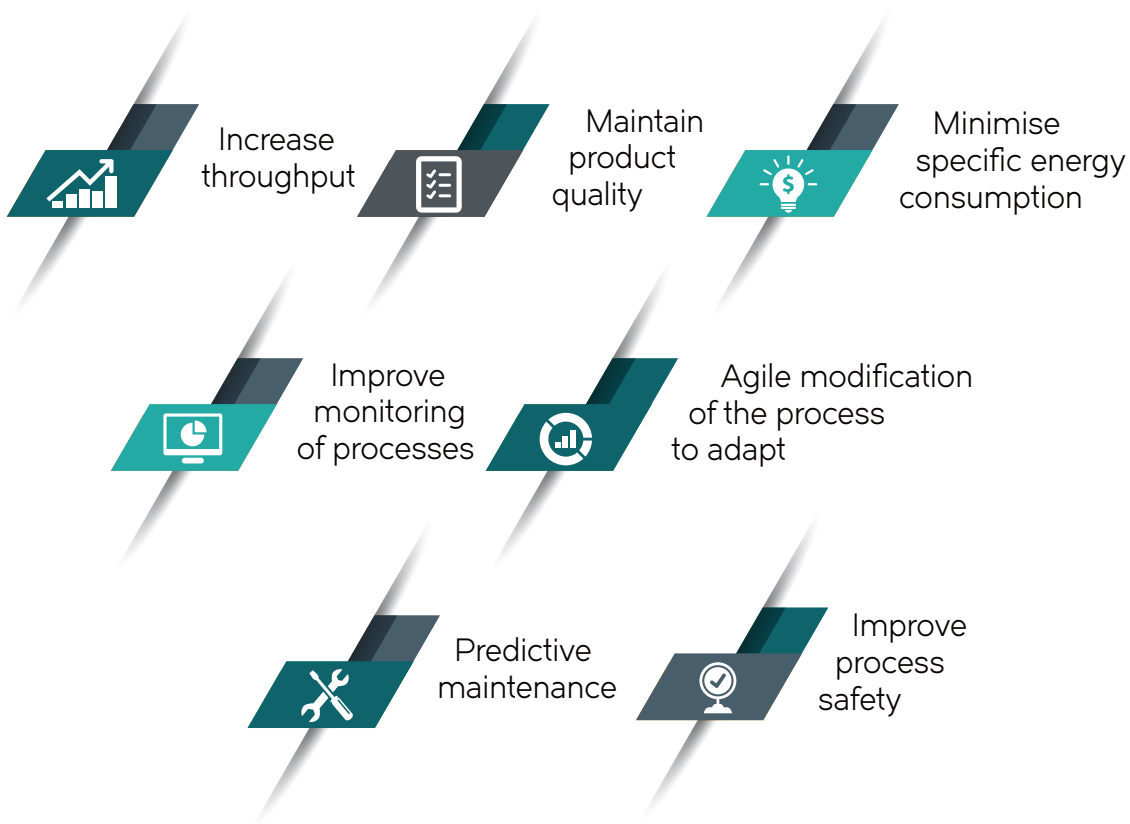 Increase
throughput
Maintain
product
quality
Minimise
specific energy
consumption
Improve
monitoring
of processes
Agile modification
of the process
to adapt
Predictive
maintenance
Improve
process
safety
$